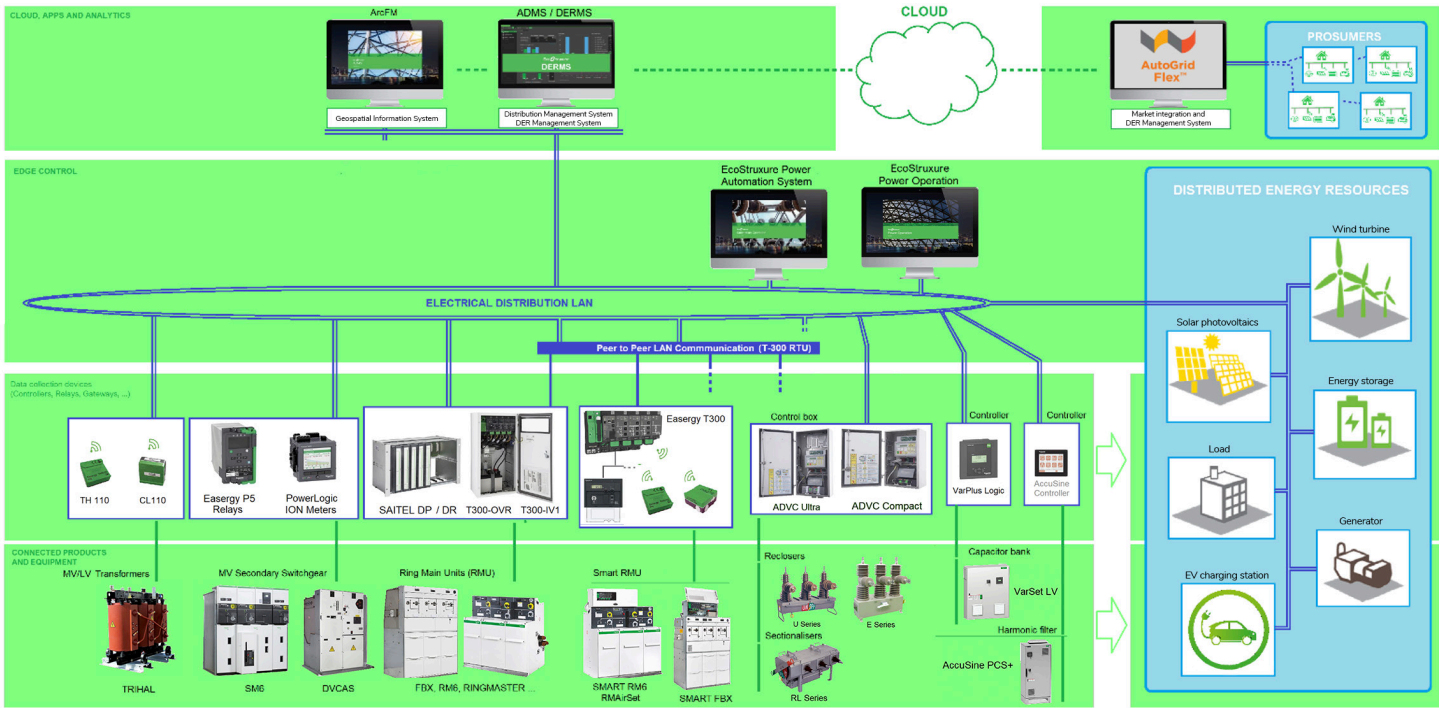 CLOUD, APPS AND ANALYTICS
ArcFM
ADMS / DERMS
CLOUD
DERMS
AutoGrid
Flex
PROSUMERS
Geospatial Information System
Distribution Management System
DER Management System
Market integration and
DER Management System
EDGE CONTROL
EcoStruxure Power
Automation System
EcoStruxure
Power Operation
DISTRIBUTED ENERGY RESOURCES
Wind turbine
ELECTRICAL DISTRIBUTION LAN
Solar photovoltaics
Peer to Peer LAN Commmunication (T-300 RTU)
Energy storage
Data collection devices
(Controllers, Relays, Gateways, ...)
Control box
Controller
Controller
Easergy T300
Load
TH 110
CL110
Easergy P5
Relays
PowerLogic
ION Meters
SAITEL DP / DR
T300-OVR
T300-IV1
ADVC Ultra
ADVC Compact
VarPlus Logic
AccuSine
Controller
Generator
CONNECTED PRODUCTS
AND EQUIPMENT
MV/LV Transformers
MV Secondary Switchgear
Ring Main Units (RMU)
Smart RMU
Reclosers
Capacitor bank
VarSet LV
EV charging station
U Series
E Series
Sectionalisers
Harmonic filter
AccuSine PCS+
TRIHAL
SM6
DVCAS
FBX, RM6, RINGMASTER ...
SMART RM6
RMAirSet
SMART FBX
RL Series